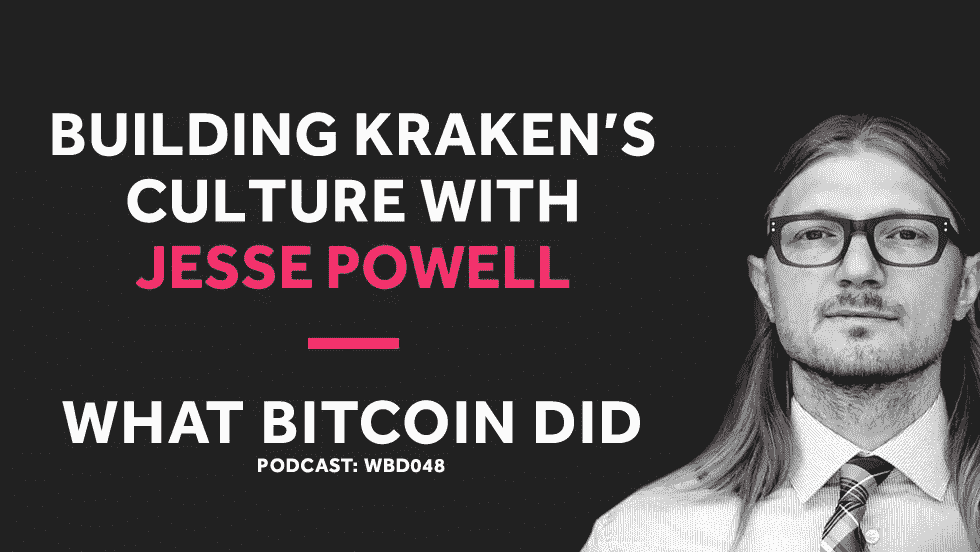 BUILDING KRAKEN’S
CULTURE WITH
JESSE POWELL
WHAT BITCOIN DID
PODCAST: WBD048